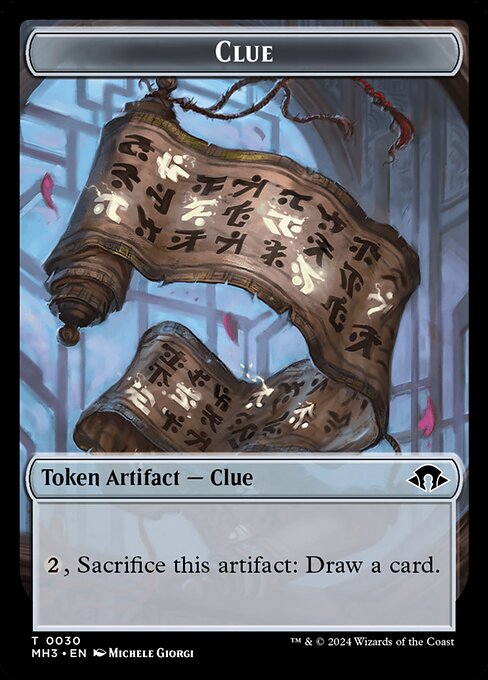 CLUE
Token Artifact — Clue
2, Sacrifice this artifact: Draw a card.
T 0030
MH3 • EN Michele Giorgi
™ & © 2024 Wizards of the Coast